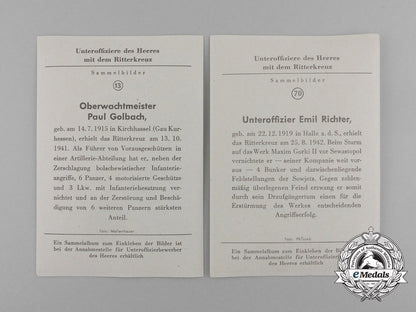 Unteroffiziere des Heeres
mit dem Ritterkreuz
Sammelbilder
13
Oberwachtmeister
Paul Golbach,
geb. am 14.7.1915 in Kirchhassel (Gau Kur-
hessen), erhielt das Ritterkreuz am 13. 10.
1941. Als Führer von Vorausgeschützen in
einer Artillerie-Abteilung hat er, neben der
Zerschlagung bolschewistischer Infanterie-
angriffe, 6 Panzer, 4 motorisierte Geschütze
und 3 Lkw. mit Infanteriebesatzung vernich-
tet und an der Zerstörung und Beschädi-
gung von 6 weiteren Panzern stärksten
Anteil.
Ein Sammelalbum zum Einkleben der Bilder ist
bei der Annahmestelle für Unteroffizierbewerber
des Heeres erhältlich
Unteroffiziere des Heeres
mit dem Ritterkreuz
Sammelbilder
70
Unteroffizier Emil Richter,
geb. am 22. 12. 1919 in Halle a. d. S., erhielt
das Ritterkreuz am 25. 8. 1942. Beim Sturm
auf das Werk Maxim Gorki II vor Sewastopol
vernichtete er — seiner Kompanie weit vor-
aus — 4 Bunker und dazwischenliegende
Feldstellungen der Sowjets. Gegen zahlen-
mäßig überlegenen Feind errang er somit
durch sein Draufgängertum einen für die
Erstürmung des Werkes entscheidenden
Angriffserfolg.
Ein Sammelalbum zum Einkleben der Bilder ist
bei der Annahmestelle für Unteroffizierbewerber
des Heeres erhältlich
eMedals